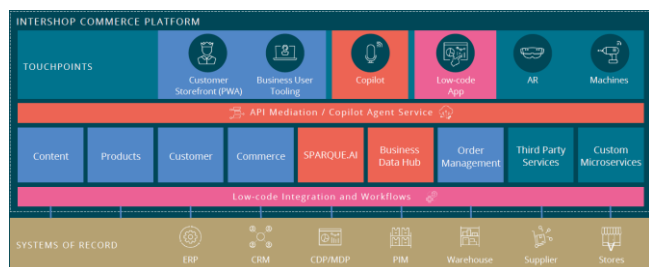 INTERSHOP COMMERCE PLATFORM
TOUCHPOINTS
Customer
Storefront (PWA)
Business User
Tooling
Copilot
Low-code
App
AR
Machines
API Mediation / Copilot Agent Service
Content
Products
Customer
Commerce
SPARQUE.AI
Business
Data Hub
Order
Management
Third Party
Services
Custom
Microservices
Low-code Integration and Workflows
SYSTEMS OF RECORD
ERP
CRM
CDP/MDP
PIM
Warehouse
Supplier
Stores